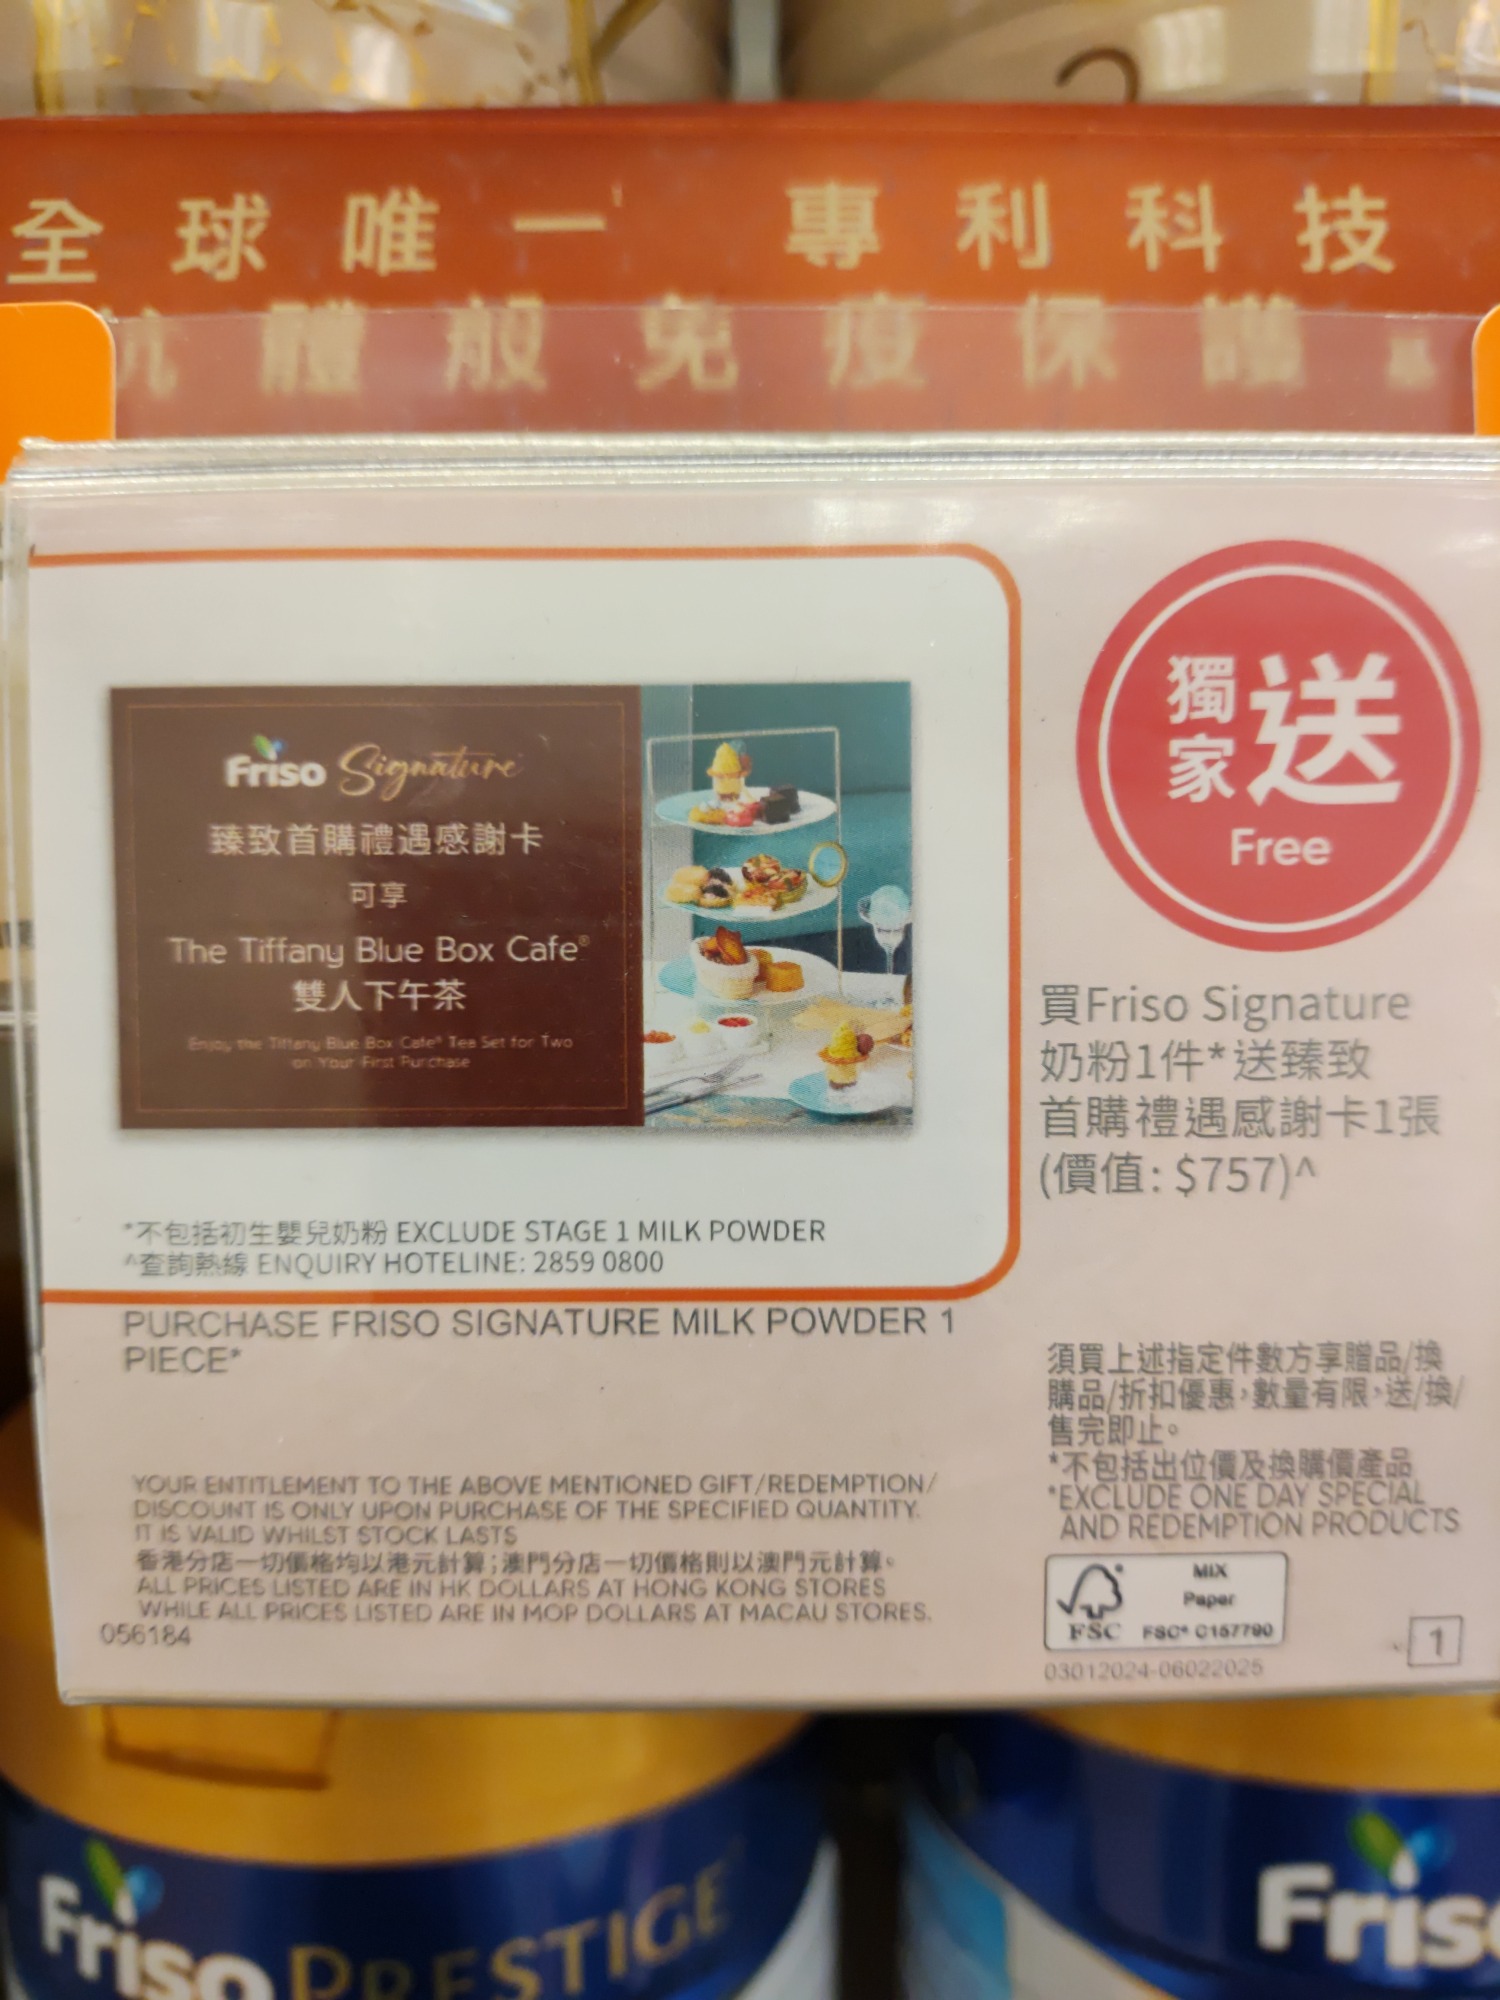 全球唯一 專利科技
抗體般免疫保護
Friso Signature
臻致首購禮遇感謝卡
可享
The Tiffany Blue Box Cafe®
雙人下午茶
Enjoy the Tiffany Blue Box Cafe® Tea Set for Two
on Your First Purchase
*不包括初生嬰兒奶粉 EXCLUDE STAGE 1 MILK POWDER
^查詢熱線 ENQUIRY HOTELINE: 2859 0800
PURCHASE FRISO SIGNATURE MILK POWDER 1
PIECE*
YOUR ENTITLEMENT TO THE ABOVE MENTIONED GIFT/REDEMPTION/
DISCOUNT IS ONLY UPON PURCHASE OF THE SPECIFIED QUANTITY.
IT IS VALID WHILST STOCK LASTS
香港分店一切價格均以港元計算;澳門分店一切價格則以澳門元計算。
ALL PRICES LISTED ARE IN HK DOLLARS AT HONG KONG STORES
WHILE ALL PRICES LISTED ARE IN MOP DOLLARS AT MACAU STORES.
056184
獨家送
Free
買Friso Signature
奶粉1件*送臻致
首購禮遇感謝卡1張
(價值: $757)^
須買上述指定件數方享贈品/換
購品/折扣優惠,數量有限,送/換/
售完即止。
*不包括出位價及換購價產品
*EXCLUDE ONE DAY SPECIAL
AND REDEMPTION PRODUCTS
MIX
Paper
FSC FSC® C157790
03012024-06022025
1
Friso PRESTIGE
Friso